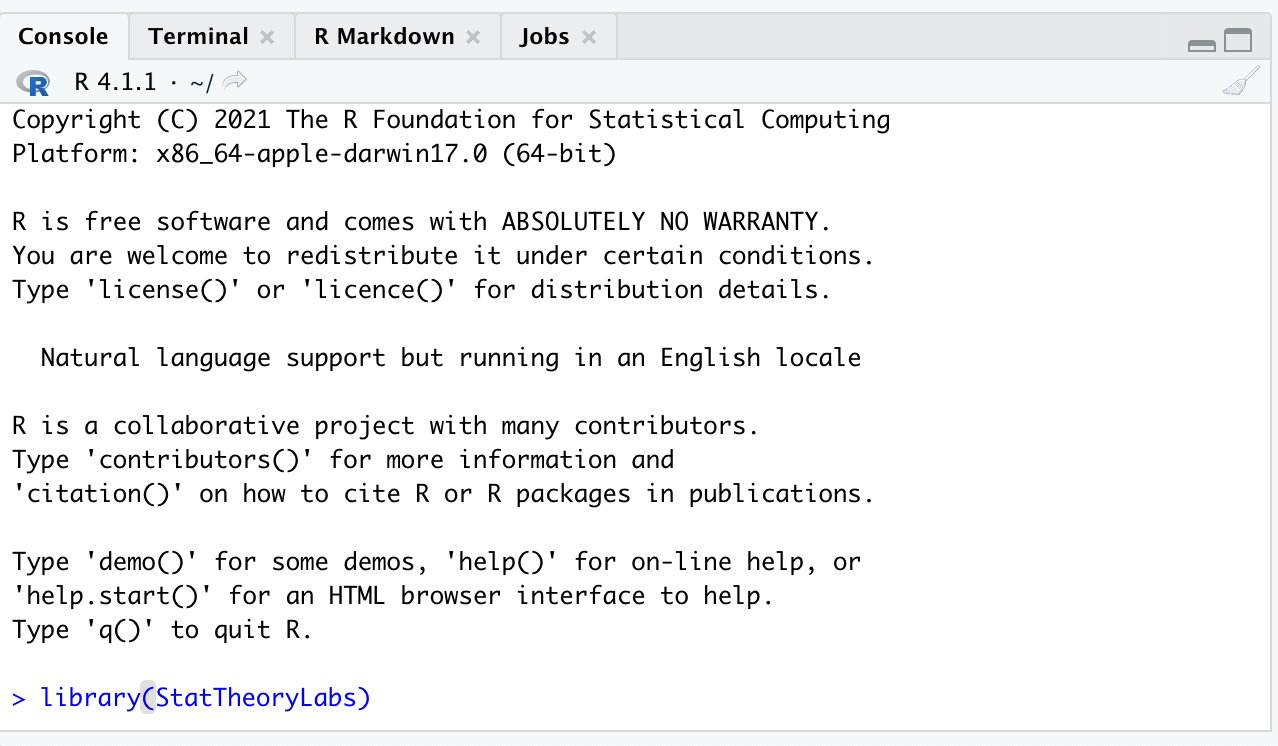 Console Terminal × R Markdown × Jobs ×
R R 4.1.1 · ~/
Copyright (C) 2021 The R Foundation for Statistical Computing
Platform: x86_64-apple-darwin17.0 (64-bit)
R is free software and comes with ABSOLUTELY NO WARRANTY.
You are welcome to redistribute it under certain conditions.
Type 'license()' or 'licence()' for distribution details.
Natural language support but running in an English locale
R is a collaborative project with many contributors.
Type 'contributors()' for more information and
'citation()' on how to cite R or R packages in publications.
Type 'demo()' for some demos, 'help()' for on-line help, or
'help.start()' for an HTML browser interface to help.
Type 'q()' to quit R.
> library(StatTheoryLabs)